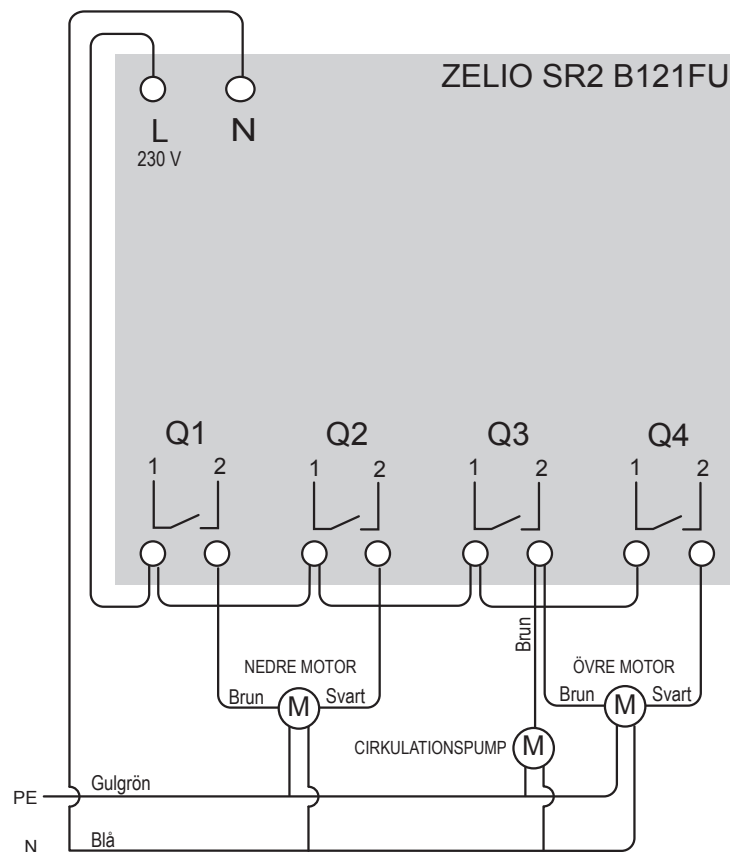 ZELIO SR2 B121FU
L N
230 V
Q1 Q2 Q3 Q4
1 2 1 2 1 2 1 2
Brun
NEDRE MOTOR ÖVRE MOTOR
Brun M Svart Brun M Svart
CIRKULATIONSPUMP M
PE Gulgrön
N Blå